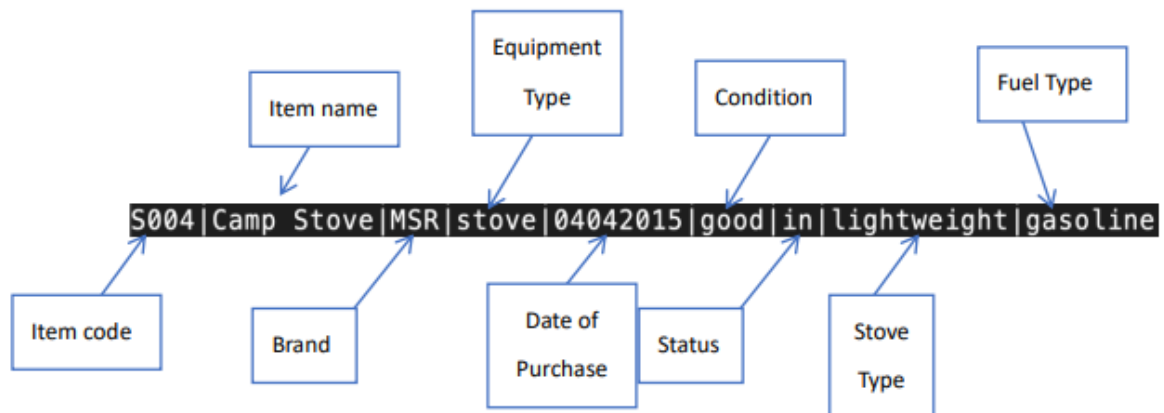 Equipment
Type
Item name
Condition
Fuel Type
S004|Camp Stove|MSR|stove|04042015|good|in|lightweight|gasoline
Item code
Brand
Date of
Purchase
Status
Stove
Type